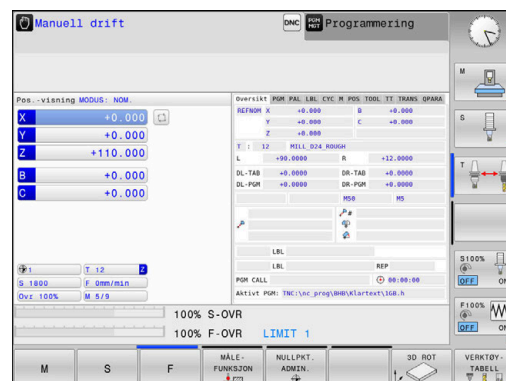 Manuell drift
DNC
PGM MGT
Programmering
Pos.-visning MODUS: NOM.
X +0.000
Y +0.000
Z +110.000
B +0.000
C +0.000
1 T 12 Z
S 1800 F 0mm/min
Ovr 100% M 5/9
Oversikt PGM PAL LBL CYC M POS TOOL TT TRANS QPARA
REFNOM X +0.000 B +0.000
Y +0.000 C +0.000
Z +0.000
T : 12 MILL_D24_ROUGH
L +90.0000 R +12.0000
DL-TAB +0.0000 DR-TAB +0.0000
DL-PGM +0.0000 DR-PGM +0.0000
M50 M5
P#
LBL
LBL REP
PGM CALL 00:00:00
Aktivt PGM: TNC:\nc_prog\BHB\Klartext\1GB.h
100% S-OVR
100% F-OVR LIMIT 1
M
S
T
S100%
OFF ON
F100%
OFF ON
M
S
F
MÅLE-
FUNKSJON
NULLPKT.
ADMIN.
3D ROT
VERKTØY-
TABELL